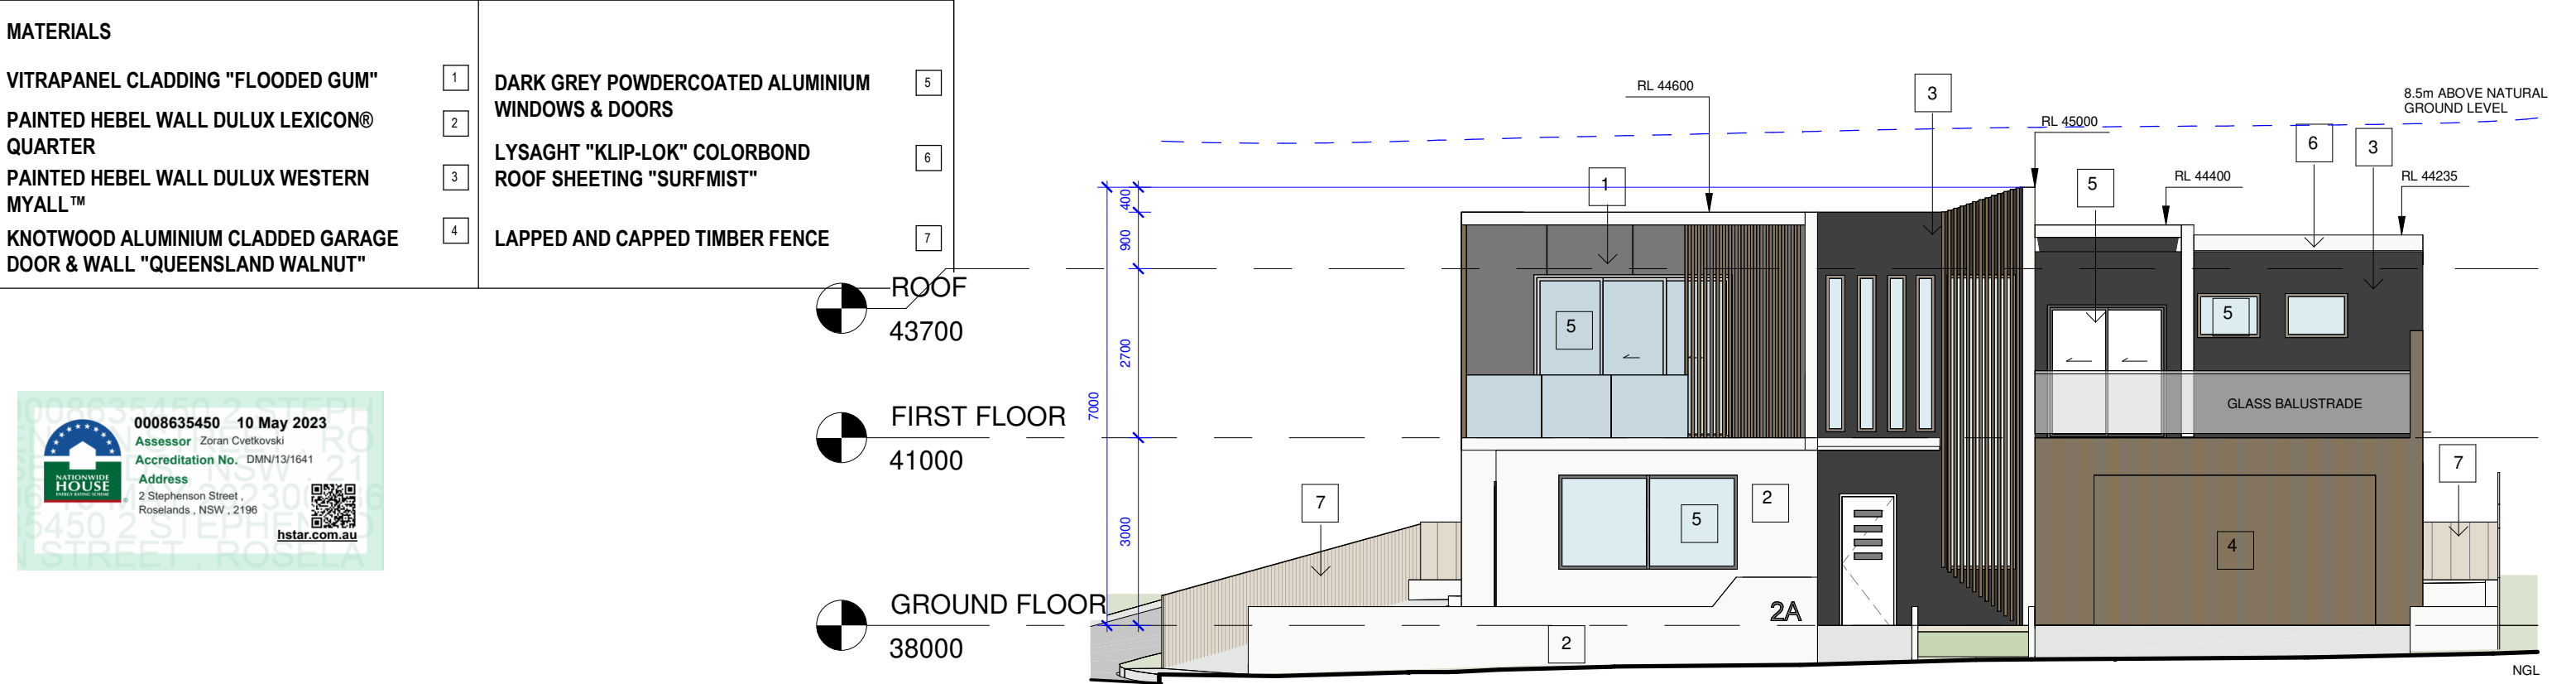 MATERIALS
VITRAPANEL CLADDING "FLOODED GUM"
1
PAINTED HEBEL WALL DULUX LEXICON®
QUARTER
2
PAINTED HEBEL WALL DULUX WESTERN
MYALL™
3
KNOTWOOD ALUMINIUM CLADDED GARAGE
DOOR & WALL "QUEENSLAND WALNUT"
4
DARK GREY POWDERCOATED ALUMINIUM
WINDOWS & DOORS
5
LYSAGHT "KLIP-LOK" COLORBOND
ROOF SHEETING "SURFMIST"
6
LAPPED AND CAPPED TIMBER FENCE
7
ROOF
43700
FIRST FLOOR
41000
GROUND FLOOR
38000
0008635450 10 May 2023
Assessor Zoran Cvetkovski
Accreditation No. DMN/13/1641
Address
2 Stephenson Street ,
Roselands , NSW , 2196
hstar.com.au
NATIONWIDE
HOUSE
ENERGY RATING SCHEME
7000
400
900
2700
3000
RL 44600
3
RL 45000
8.5m ABOVE NATURAL
GROUND LEVEL
1
5
RL 44400
6
3
RL 44235
5
5
GLASS BALUSTRADE
7
2
5
7
4
2A
2
NGL